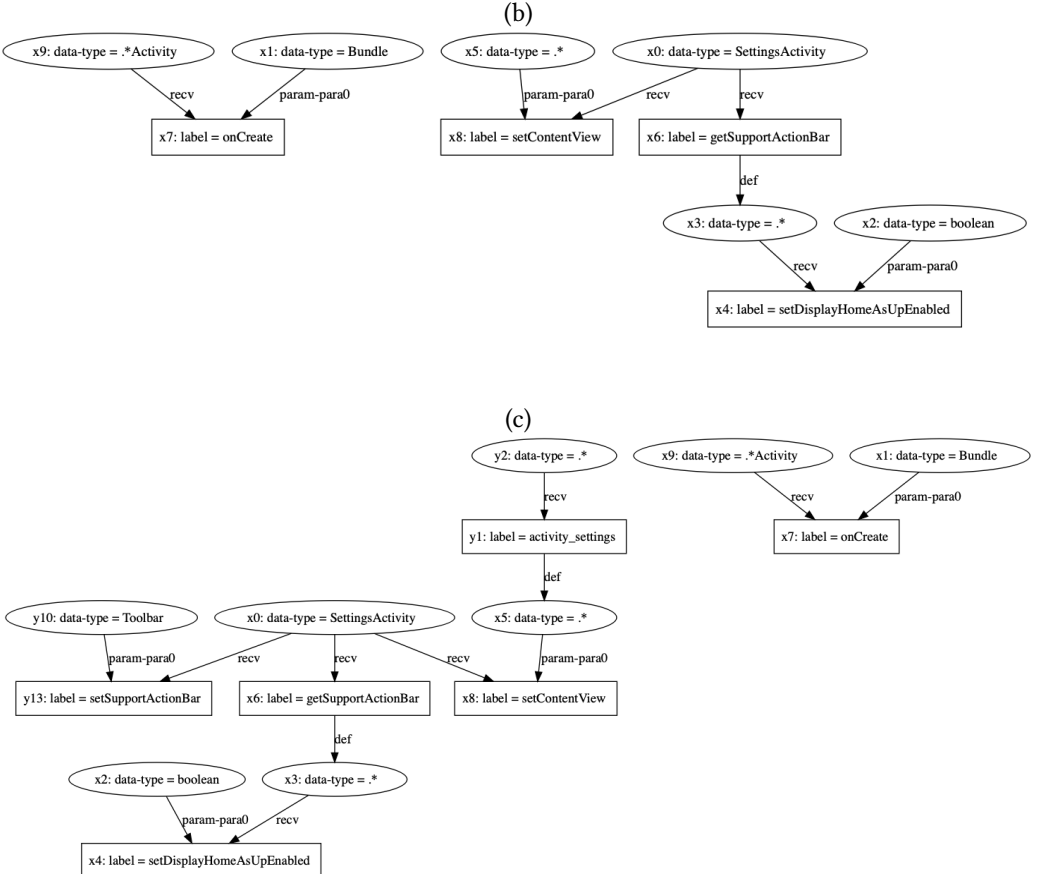 (b)
x9: data-type = .*Activity
x1: data-type = Bundle
x5: data-type = .*
x0: data-type = SettingsActivity
recv
param-para0
param-para0
recv
recv
x7: label = onCreate
x8: label = setContentView
x6: label = getSupportActionBar
def
x3: data-type = .*
x2: data-type = boolean
recv
param-para0
x4: label = setDisplayHomeAsUpEnabled
(c)
y2: data-type = .*
x9: data-type = .*Activity
x1: data-type = Bundle
recv
recv
param-para0
y1: label = activity_settings
x7: label = onCreate
def
y10: data-type = Toolbar
x0: data-type = SettingsActivity
x5: data-type = .*
param-para0
recv
recv
recv
param-para0
y13: label = setSupportActionBar
x6: label = getSupportActionBar
x8: label = setContentView
def
x2: data-type = boolean
x3: data-type = .*
param-para0
recv
x4: label = setDisplayHomeAsUpEnabled